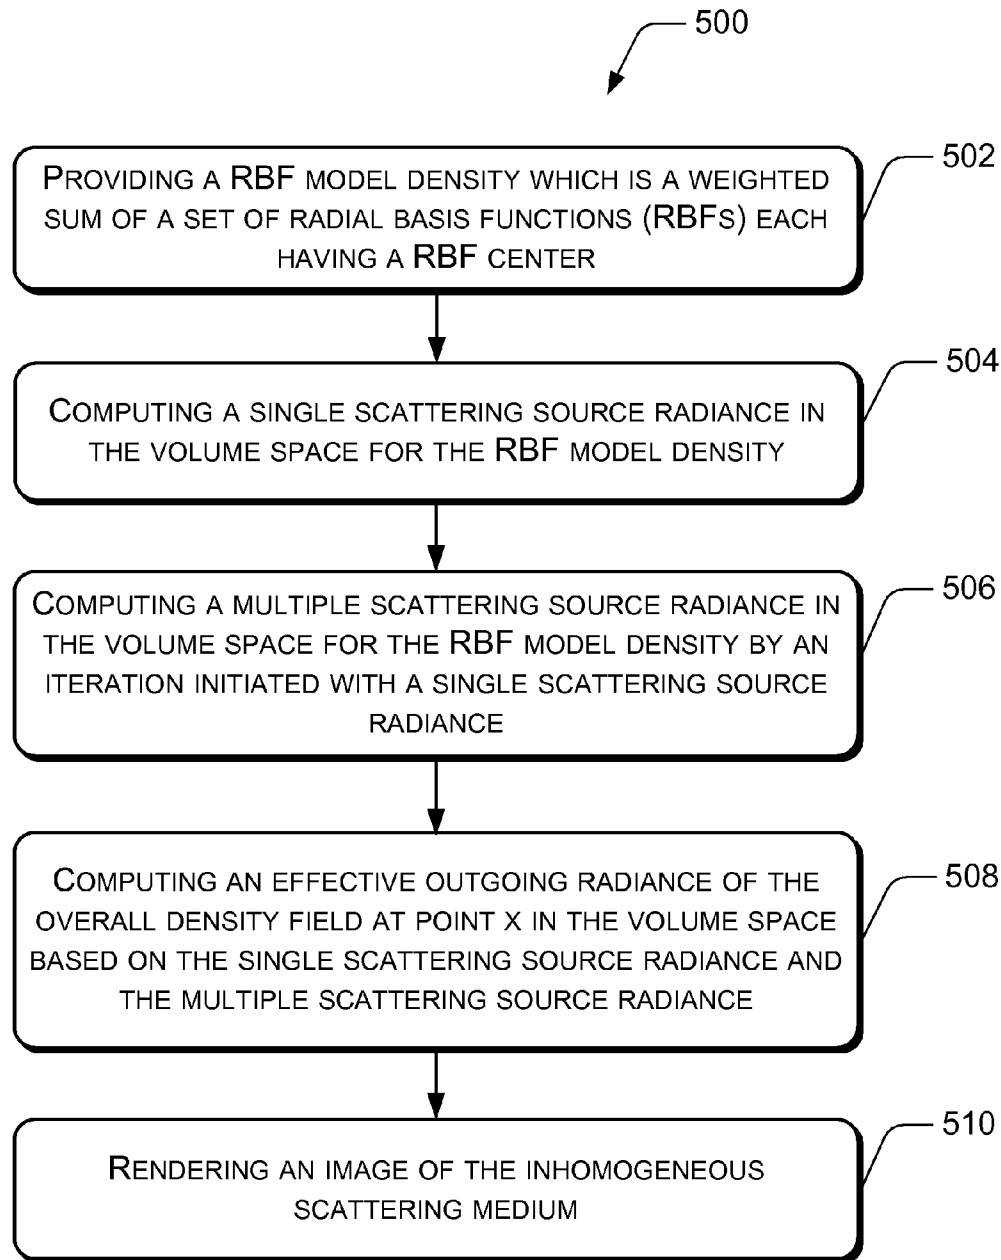 500
502
PROVIDING A RBF MODEL DENSITY WHICH IS A WEIGHTED
SUM OF A SET OF RADIAL BASIS FUNCTIONS (RBFS) EACH
HAVING A RBF CENTER
504
COMPUTING A SINGLE SCATTERING SOURCE RADIANCE IN
THE VOLUME SPACE FOR THE RBF MODEL DENSITY
506
COMPUTING A MULTIPLE SCATTERING SOURCE RADIANCE IN
THE VOLUME SPACE FOR THE RBF MODEL DENSITY BY AN
ITERATION INITIATED WITH A SINGLE SCATTERING SOURCE
RADIANCE
508
COMPUTING AN EFFECTIVE OUTGOING RADIANCE OF THE
OVERALL DENSITY FIELD AT POINT X IN THE VOLUME SPACE
BASED ON THE SINGLE SCATTERING SOURCE RADIANCE AND
THE MULTIPLE SCATTERING SOURCE RADIANCE
510
RENDERING AN IMAGE OF THE INHOMOGENEOUS
SCATTERING MEDIUM